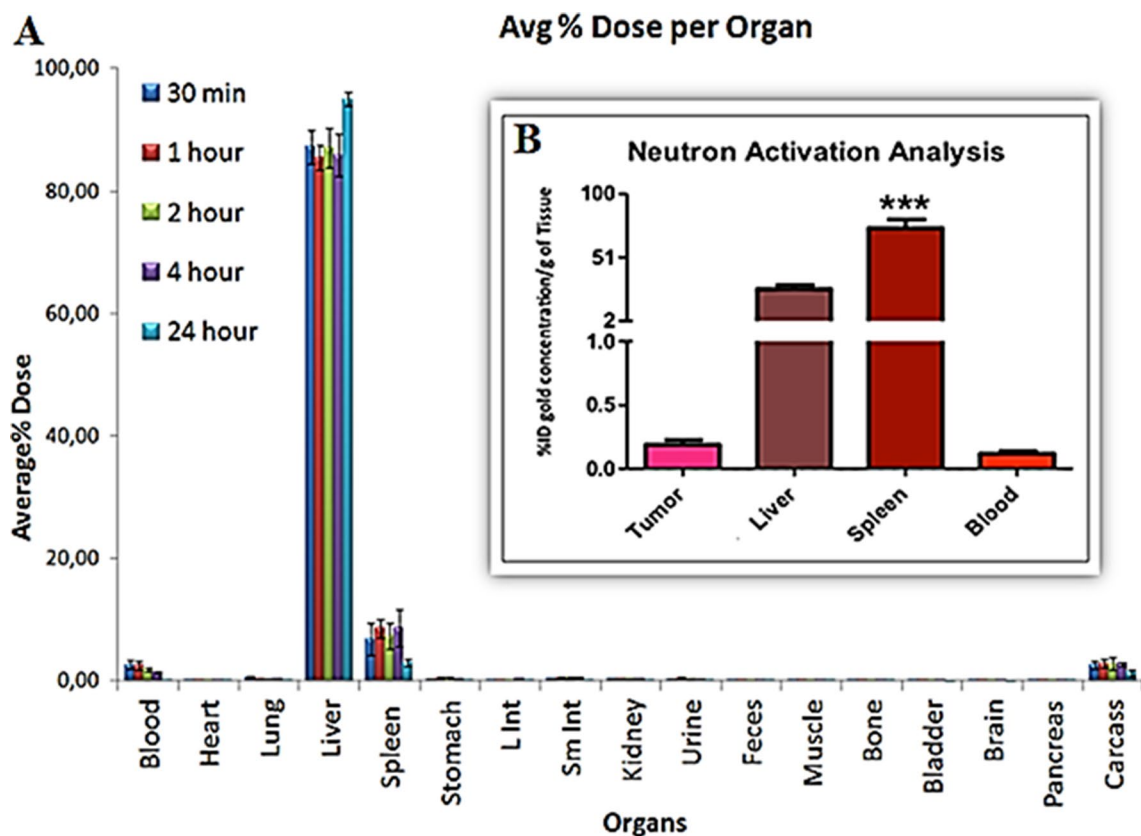 A
Avg % Dose per Organ
100,00
80,00
60,00
40,00
20,00
0,00
Average% Dose
30 min
1 hour
2 hour
4 hour
24 hour
B
Neutron Activation Analysis
100
51
2
1.0
0.5
0.0
%ID gold concentration/g of Tissue
***
Tumor
Liver
Spleen
Blood
Blood
Heart
Lung
Liver
Spleen
Stomach
L Int
Sm Int
Kidney
Urine
Feces
Muscle
Bone
Bladder
Brain
Pancreas
Carcass
Organs